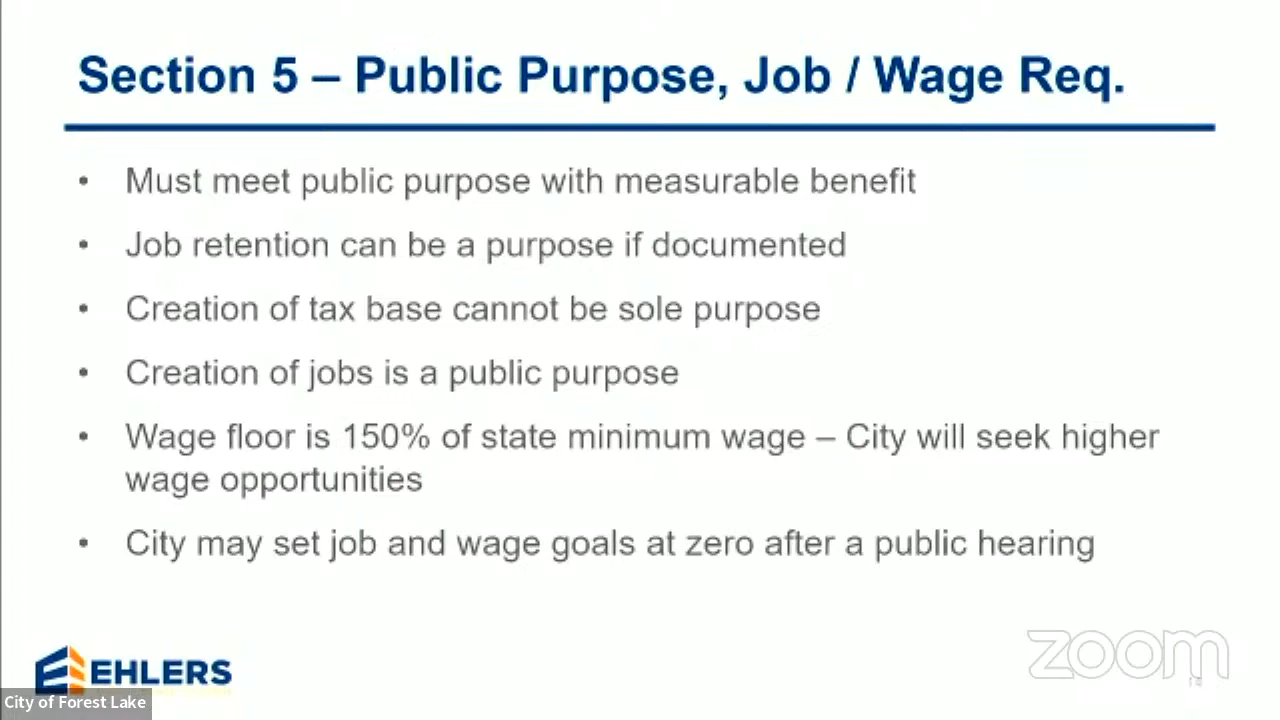 Section 5 – Public Purpose, Job / Wage Req.
• Must meet public purpose with measurable benefit
• Job retention can be a purpose if documented
• Creation of tax base cannot be sole purpose
• Creation of jobs is a public purpose
• Wage floor is 150% of state minimum wage – City will seek higher
wage opportunities
• City may set job and wage goals at zero after a public hearing
EHLERS
zoom
City of Forest Lake